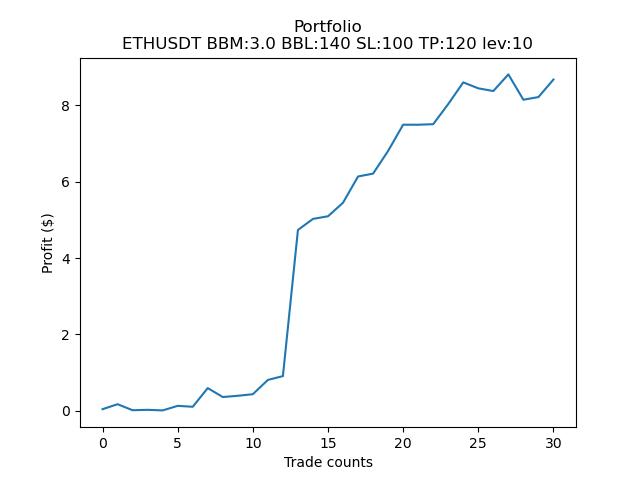 Portfolio
ETHUSDT BBM:3.0 BBL:140 SL:100 TP:120 lev:10
Profit ($)
8
6
4
2
0
0 5 10 15 20 25 30
Trade counts